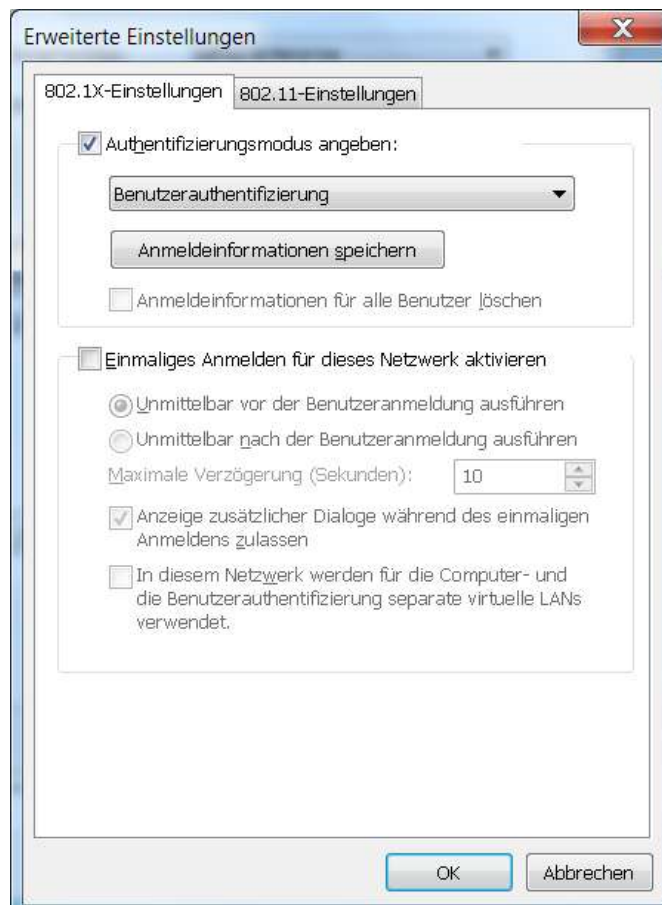 Erweiterte Einstellungen
802.1X-Einstellungen
802.11-Einstellungen
Authentifizierungsmodus angeben:
Benutzerauthentifizierung
Anmeldeinformationen speichern
Anmeldeinformationen für alle Benutzer löschen
Einmaliges Anmelden für dieses Netzwerk aktivieren
Unmittelbar vor der Benutzeranmeldung ausführen
Unmittelbar nach der Benutzeranmeldung ausführen
Maximale Verzögerung (Sekunden):
10
Anzeige zusätzlicher Dialoge während des einmaligen
Anmeldens zulassen
In diesem Netzwerk werden für die Computer- und
die Benutzerauthentifizierung separate virtuelle LANs
verwendet.
OK
Abbrechen